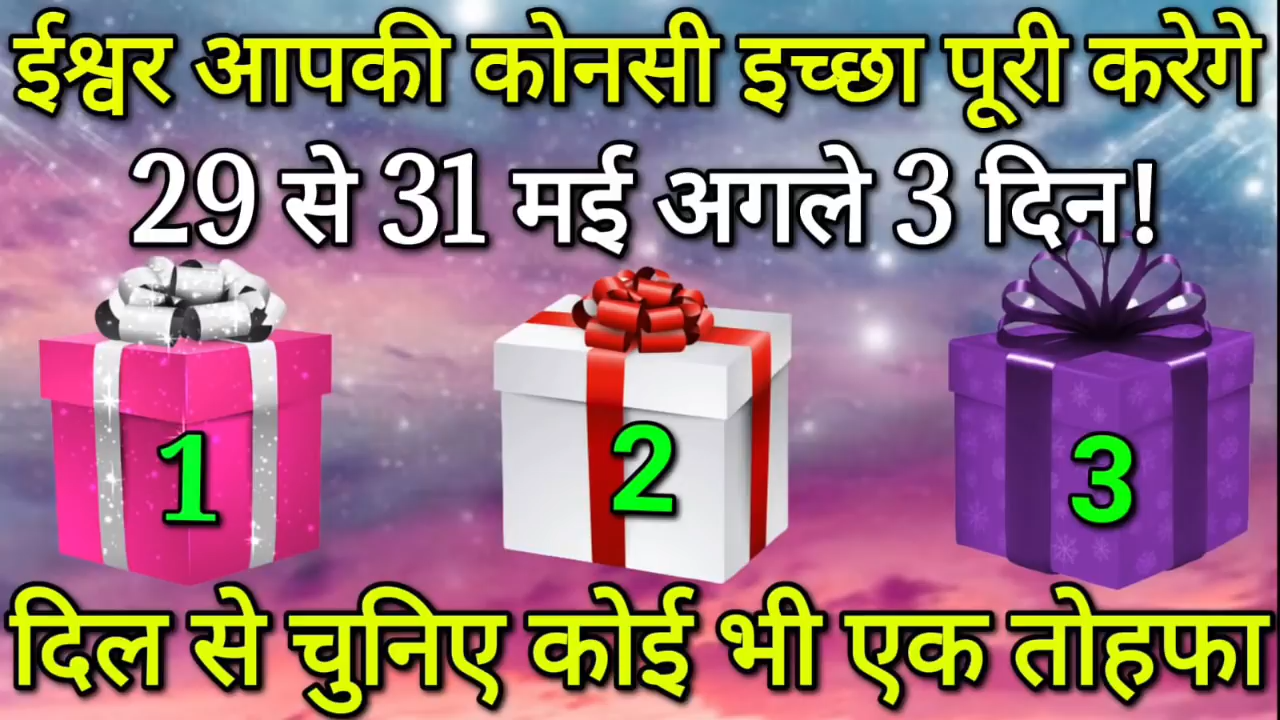 ईश्वर आपकी कोनसी इच्छा पूरी करेगे
29 से 31 मई अगले 3 दिन!
1 2 3
दिल से चुनिए कोई भी एक तोहफा